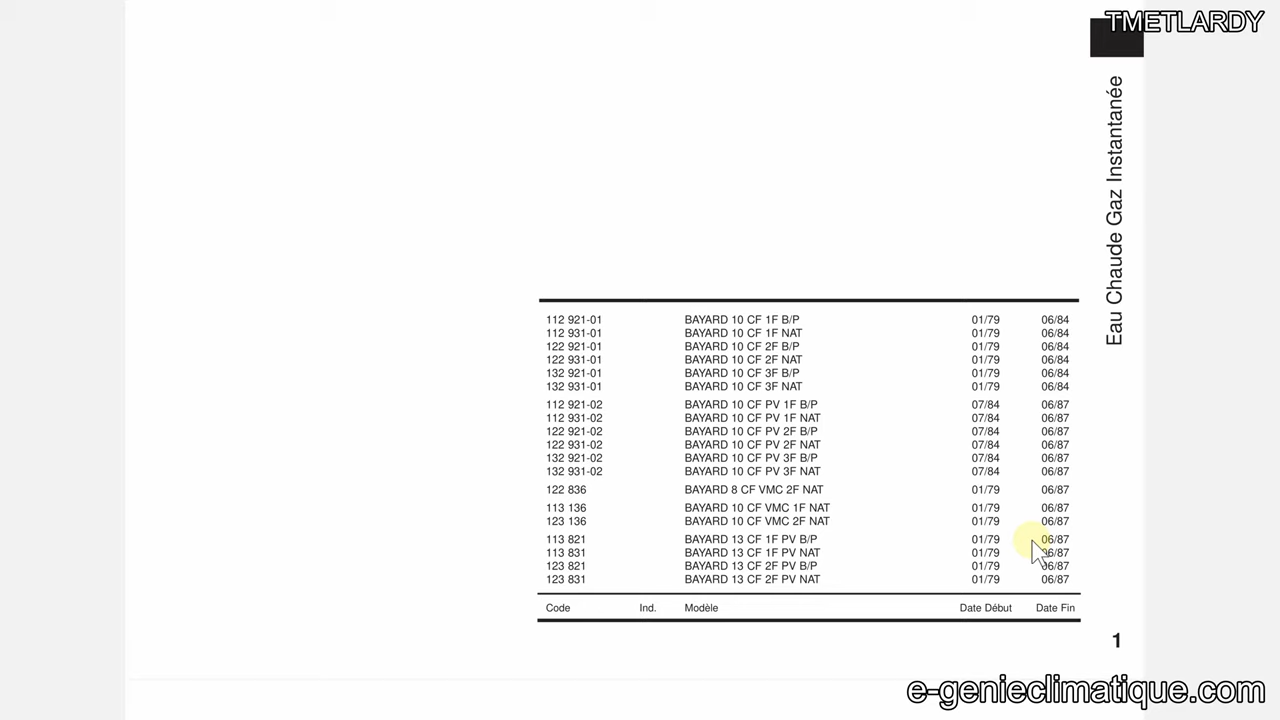 TMETLARDY
Eau Chaude Gaz Instantanée
112 921-01 BAYARD 10 CF 1F B/P 01/79 06/84
112 931-01 BAYARD 10 CF 1F NAT 01/79 06/84
122 921-01 BAYARD 10 CF 2F B/P 01/79 06/84
122 931-01 BAYARD 10 CF 2F NAT 01/79 06/84
132 921-01 BAYARD 10 CF 3F B/P 01/79 06/84
132 931-01 BAYARD 10 CF 3F NAT 01/79 06/84
112 921-02 BAYARD 10 CF PV 1F B/P 07/84 06/87
112 931-02 BAYARD 10 CF PV 1F NAT 07/84 06/87
122 921-02 BAYARD 10 CF PV 2F B/P 07/84 06/87
122 931-02 BAYARD 10 CF PV 2F NAT 07/84 06/87
132 921-02 BAYARD 10 CF PV 3F B/P 07/84 06/87
132 931-02 BAYARD 10 CF PV 3F NAT 07/84 06/87
122 836 BAYARD 8 CF VMC 2F NAT 01/79 06/87
113 136 BAYARD 10 CF VMC 1F NAT 01/79 06/87
123 136 BAYARD 10 CF VMC 2F NAT 01/79 06/87
113 821 BAYARD 13 CF 1F PV B/P 01/79 06/87
113 831 BAYARD 13 CF 1F PV NAT 01/79 06/87
123 821 BAYARD 13 CF 2F PV B/P 01/79 06/87
123 831 BAYARD 13 CF 2F PV NAT 01/79 06/87
Code Ind. Modèle Date Début Date Fin
1
e-genieclimatique.com